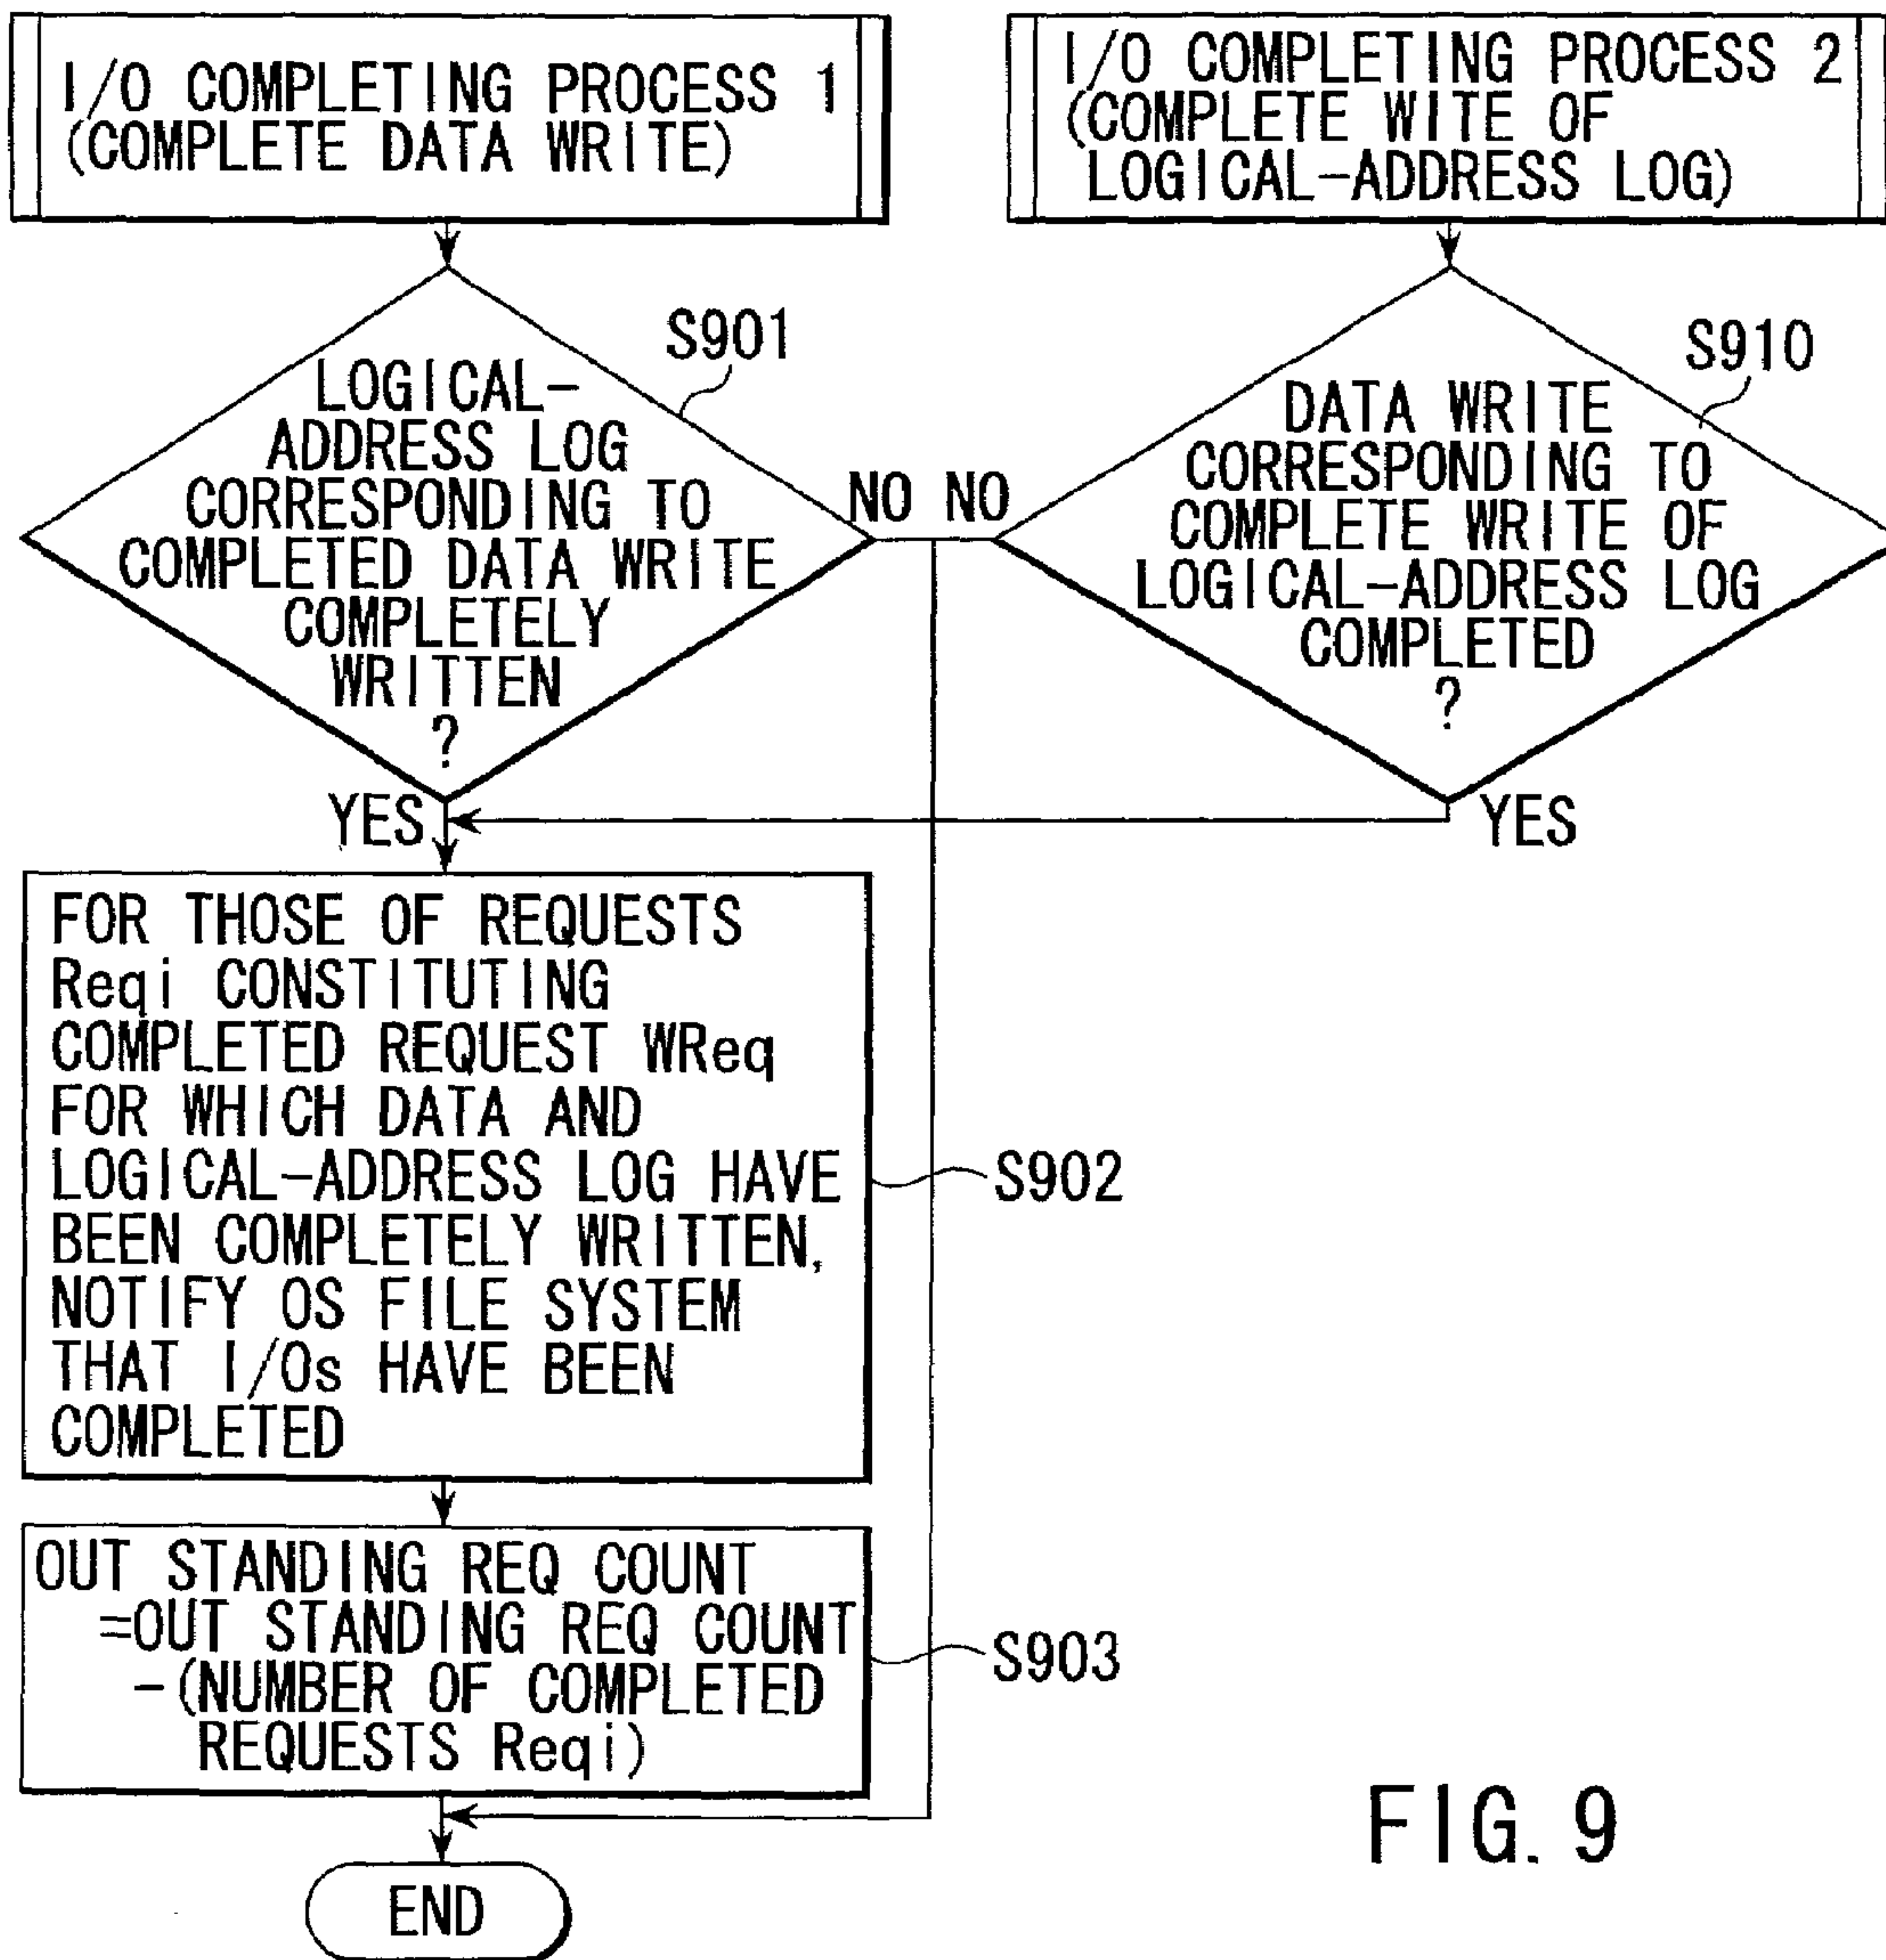 I/O COMPLETING PROCESS 1
(COMPLETE DATA WRITE)
I/O COMPLETING PROCESS 2
(COMPLETE WITE OF
LOGICAL-ADDRESS LOG)
S901
LOGICAL-
ADDRESS LOG
CORRESPONDING TO
COMPLETED DATA WRITE
COMPLETELY
WRITTEN
?
NO
NO
S910
DATA WRITE
CORRESPONDING TO
COMPLETE WRITE OF
LOGICAL-ADDRESS LOG
COMPLETED
?
YES
YES
FOR THOSE OF REQUESTS
Reqi CONSTITUTING
COMPLETED REQUEST WReq
FOR WHICH DATA AND
LOGICAL-ADDRESS LOG HAVE
BEEN COMPLETELY WRITTEN,
NOTIFY OS FILE SYSTEM
THAT I/Os HAVE BEEN
COMPLETED
S902
OUT STANDING REQ COUNT
=OUT STANDING REQ COUNT
-(NUMBER OF COMPLETED
REQUESTS Reqi)
S903
END
FIG. 9